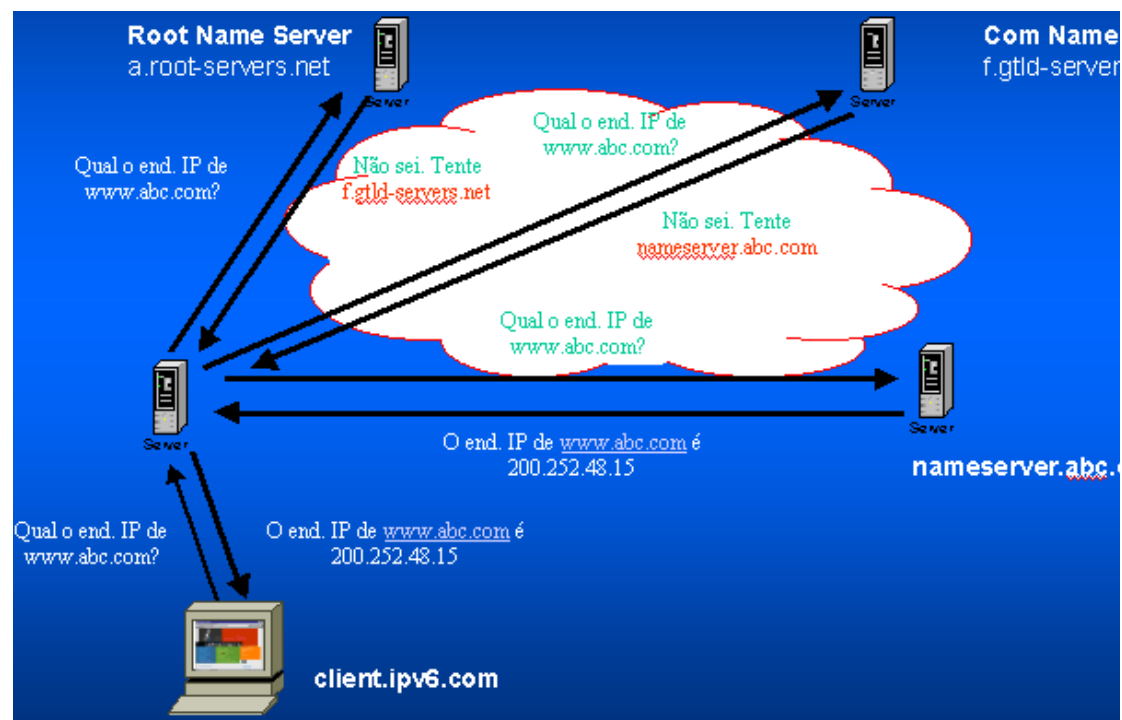 Root Name Server
a.root-servers.net
Server
Com Name
f.gtld-server
Server
Qual o end. IP de
www.abc.com?
Não sei. Tente
f.gtld-servers.net
Qual o end. IP de
www.abc.com?
Não sei. Tente
nameserver.abc.com
Qual o end. IP de
www.abc.com?
Server
Server
O end. IP de www.abc.com é
200.252.48.15
nameserver.abc.
Qual o end. IP de
www.abc.com?
O end. IP de www.abc.com é
200.252.48.15
client.ipv6.com